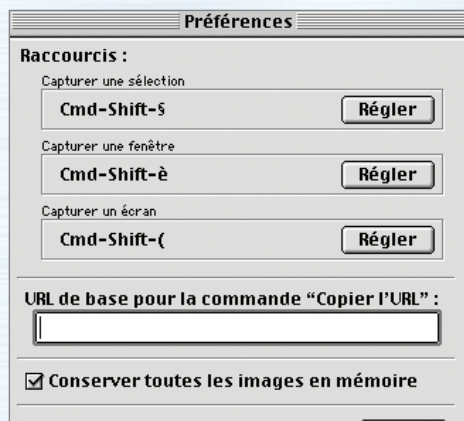 Préférences
Raccourcis :
Capturer une sélection
Cmd-Shift-§
Régler
Capturer une fenêtre
Cmd-Shift-è
Régler
Capturer un écran
Cmd-Shift-(
Régler
URL de base pour la commande “Copier l’URL” :
Conserver toutes les images en mémoire